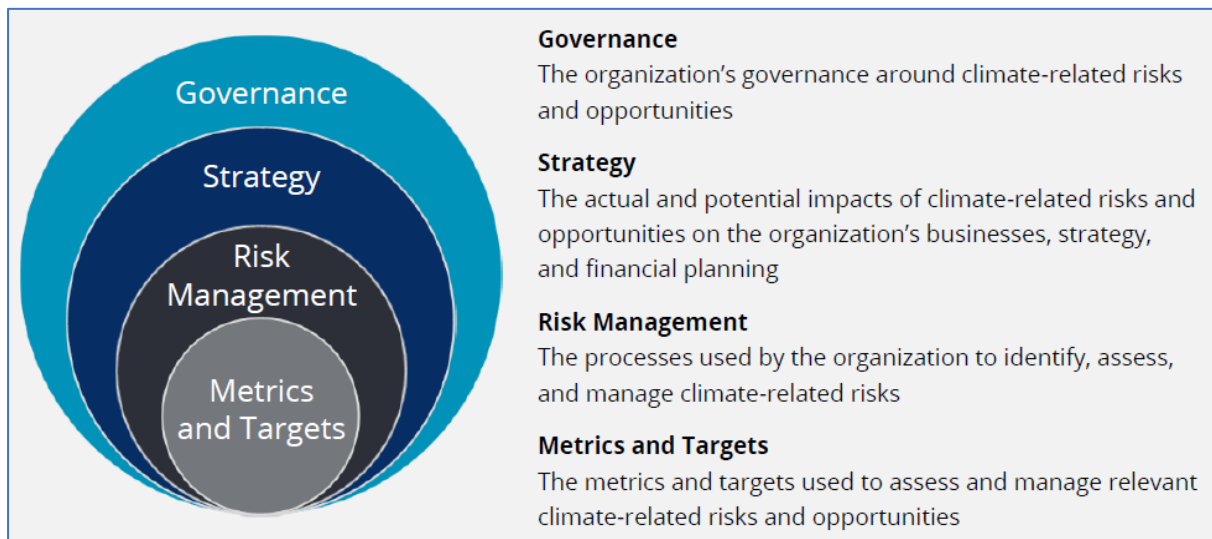 Governance
Strategy
Risk
Management
Metrics
and Targets
Governance
The organization’s governance around climate-related risks
and opportunities
Strategy
The actual and potential impacts of climate-related risks and
opportunities on the organization’s businesses, strategy,
and financial planning
Risk Management
The processes used by the organization to identify, assess,
and manage climate-related risks
Metrics and Targets
The metrics and targets used to assess and manage relevant
climate-related risks and opportunities